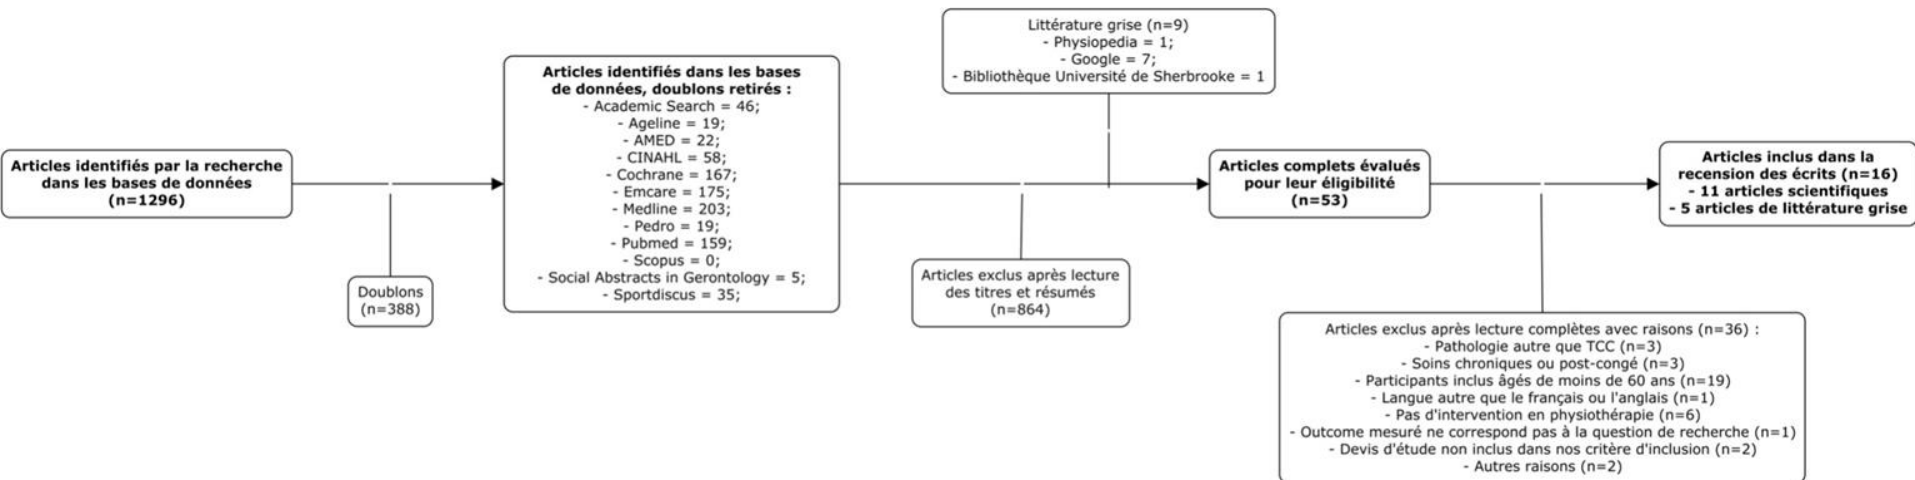 Articles identifiés par la recherche
dans les bases de données
(n=1296)
Doublons
(n=388)
Articles identifiés dans les bases
de données, doublons retirés :
- Academic Search = 46;
- Ageline = 19;
- AMED = 22;
- CINAHL = 58;
- Cochrane = 167;
- Emcare = 175;
- Medline = 203;
- Pedro = 19;
- Pubmed = 159;
- Scopus = 0;
- Social Abstracts in Gerontology = 5;
- Sportdiscus = 35;
Littérature grise (n=9)
- Physiopedia = 1;
- Google = 7;
- Bibliothèque Université de Sherbrooke = 1
Articles exclus après lecture
des titres et résumés
(n=864)
Articles complets évalués
pour leur éligibilité
(n=53)
Articles exclus après lecture complètes avec raisons (n=36) :
- Pathologie autre que TCC (n=3)
- Soins chroniques ou post-congé (n=3)
- Participants inclus âgés de moins de 60 ans (n=19)
- Langue autre que le français ou l'anglais (n=1)
- Pas d'intervention en physiothérapie (n=6)
- Outcome mesuré ne correspond pas à la question de recherche (n=1)
- Devis d'étude non inclus dans nos critère d'inclusion (n=2)
- Autres raisons (n=2)
Articles inclus dans la
recension des écrits (n=16)
- 11 articles scientifiques
- 5 articles de littérature grise